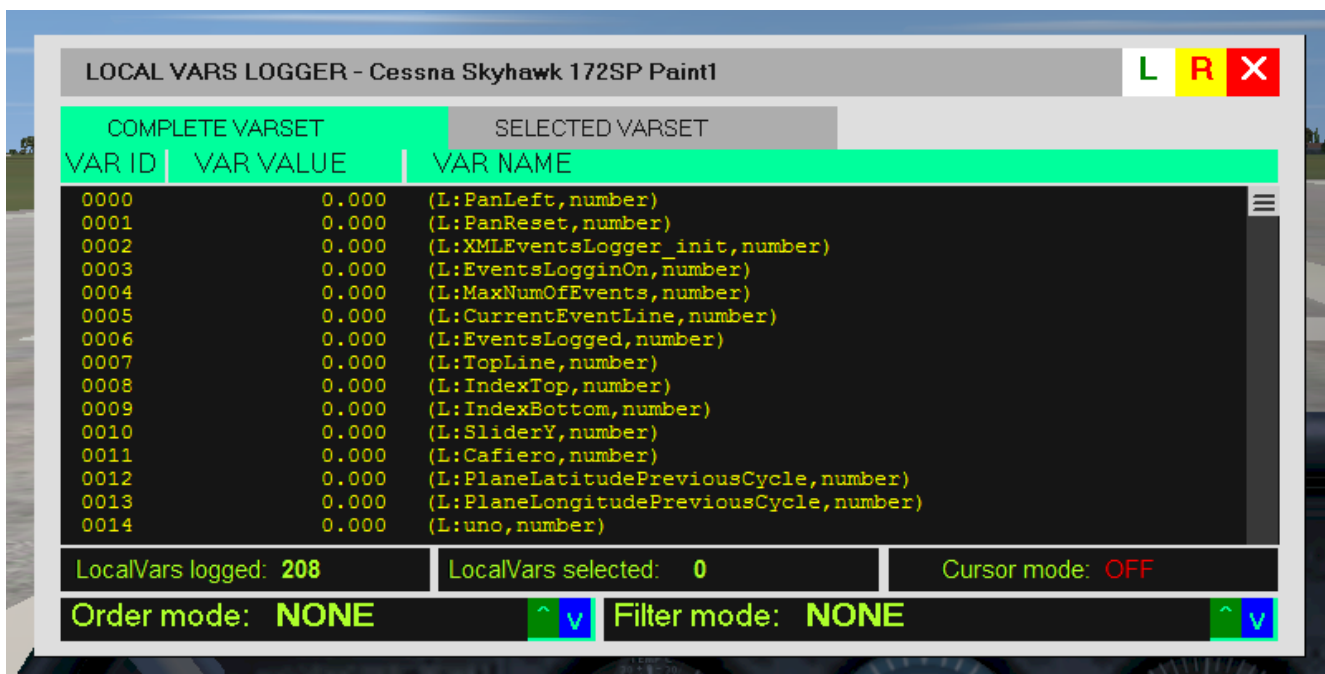 LOCAL VARS LOGGER - Cessna Skyhawk 172SP Paint1 L R X
COMPLETE VARSET SELECTED VARSET
VAR ID VAR VALUE VAR NAME
0000 0.000 (L:PanLeft,number)
0001 0.000 (L:PanReset,number)
0002 0.000 (L:XMLEventsLogger_init,number)
0003 0.000 (L:EventsLogginOn,number)
0004 0.000 (L:MaxNumOfEvents,number)
0005 0.000 (L:CurrentEventLine,number)
0006 0.000 (L:EventsLogged,number)
0007 0.000 (L:TopLine,number)
0008 0.000 (L:IndexTop,number)
0009 0.000 (L:IndexBottom,number)
0010 0.000 (L:SliderY,number)
0011 0.000 (L:Cafiero,number)
0012 0.000 (L:PlaneLatitudePreviousCycle,number)
0013 0.000 (L:PlaneLongitudePreviousCycle,number)
0014 0.000 (L:uno,number)
LocalVars logged: 208 LocalVars selected: 0 Cursor mode: OFF
Order mode: NONE ^ v Filter mode: NONE ^ v